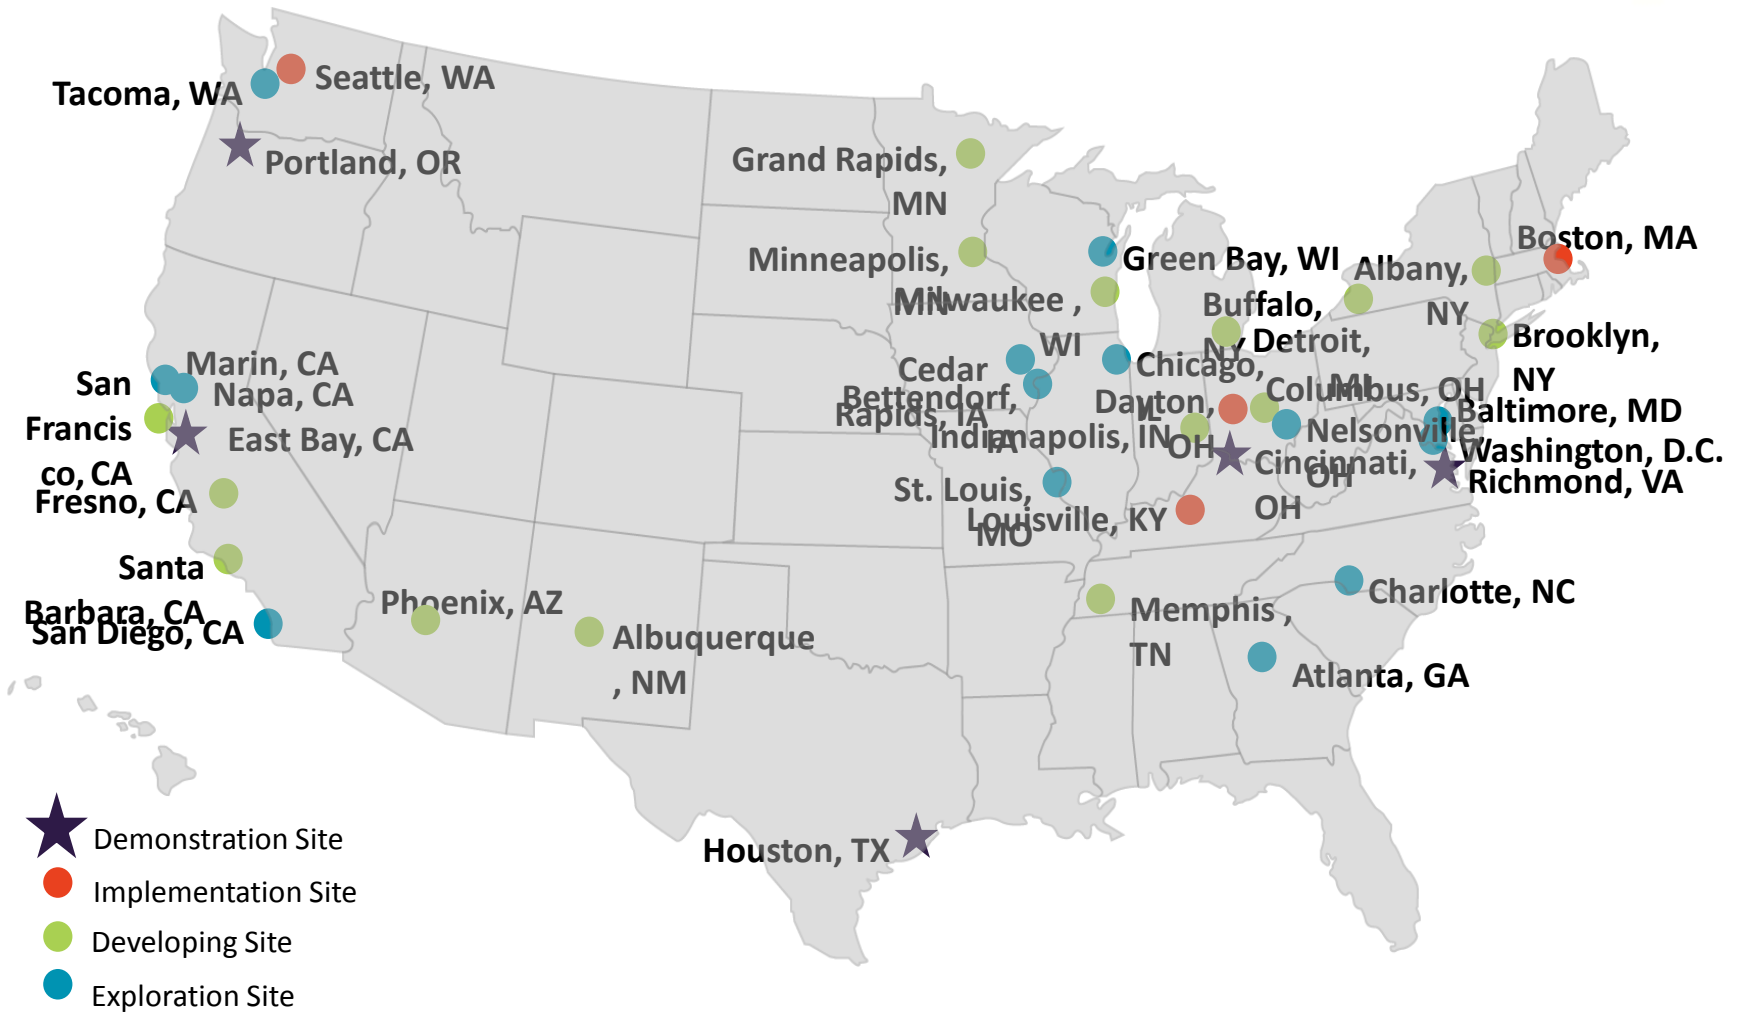 Tacoma, WA
Seattle, WA
Portland, OR
Grand Rapids,
MN
Minneapolis,
MN
Milwaukee ,
WI
Green Bay, WI
Boston, MA
Albany,
NY
Buffalo,
NY
Detroit,
MI
Brooklyn,
NY
Marin, CA
Napa, CA
San
Francis
co, CA
East Bay, CA
Fresno, CA
Santa
Barbara, CA
San Diego, CA
Cedar
Rapids, IA
Bettendorf,
IA
Chicago,
IL
Dayton,
OH
Columbus, OH
Indianapolis, IN
Nelsonville,
OH
Cincinnati,
OH
Baltimore, MD
Washington, D.C.
Richmond, VA
St. Louis,
MO
Louisville, KY
Phoenix, AZ
Albuquerque
, NM
Memphis ,
TN
Charlotte, NC
Atlanta, GA
Houston, TX
Demonstration Site
Implementation Site
Developing Site
Exploration Site